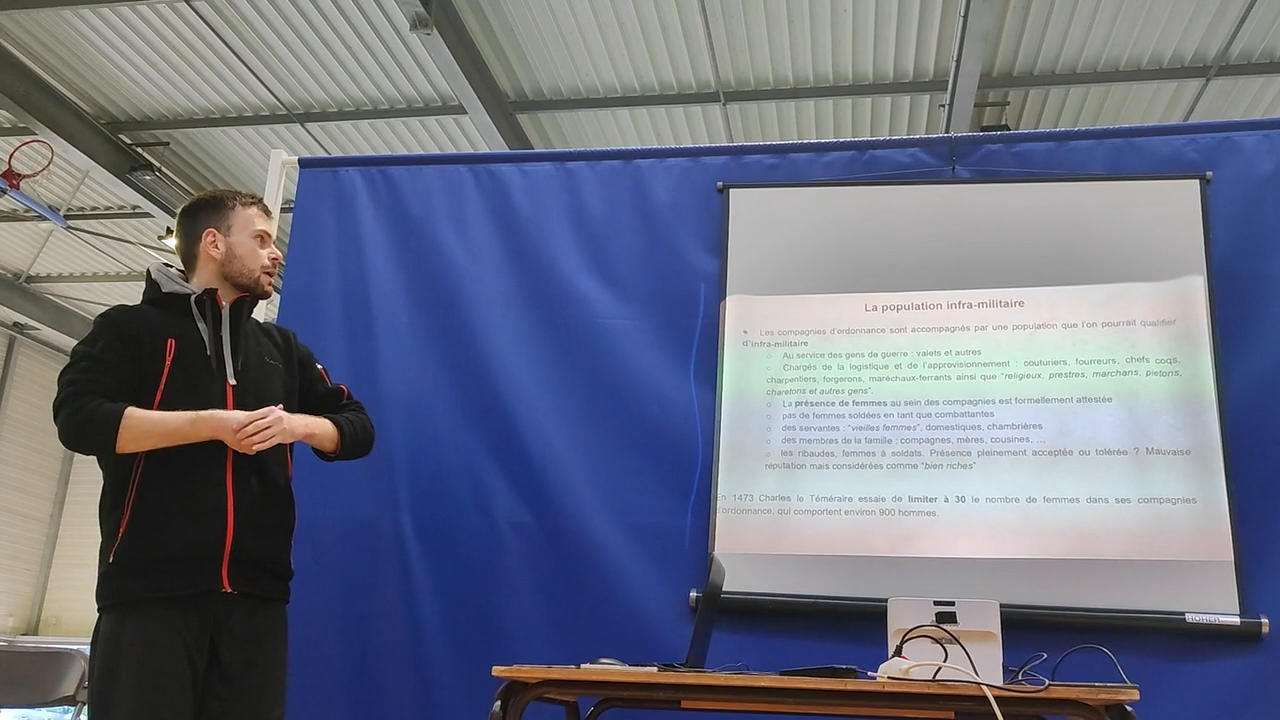 La population infra-militaire
Les compagnies d'ordonnance sont accompagnés par une population que l'on pourrait qualifier
d'infra-militaire
Au service des gens de guerre : valets et autres
Chargés de la logistique et de l'approvisionnement : couturiers, fourreurs, chefs coqs,
charpentiers, forgerons, maréchaux-ferrants ainsi que "religieux, prestres, marchans, pietons,
charetons et autres gens".
La présence de femmes au sein des compagnies est formellement attestée
pas de femmes soldées en tant que combattantes
des servantes : "vieilles femmes", domestiques, chambrières
des membres de la famille : compagnes, mères, cousines, ...
les ribaudes, femmes à soldats. Présence pleinement acceptée ou tolérée ? Mauvaise
réputation mais considérées comme "bien riches"
En 1473 Charles le Téméraire essaie de limiter à 30 le nombre de femmes dans ses compagnies
d'ordonnance, qui comportent environ 900 hommes.